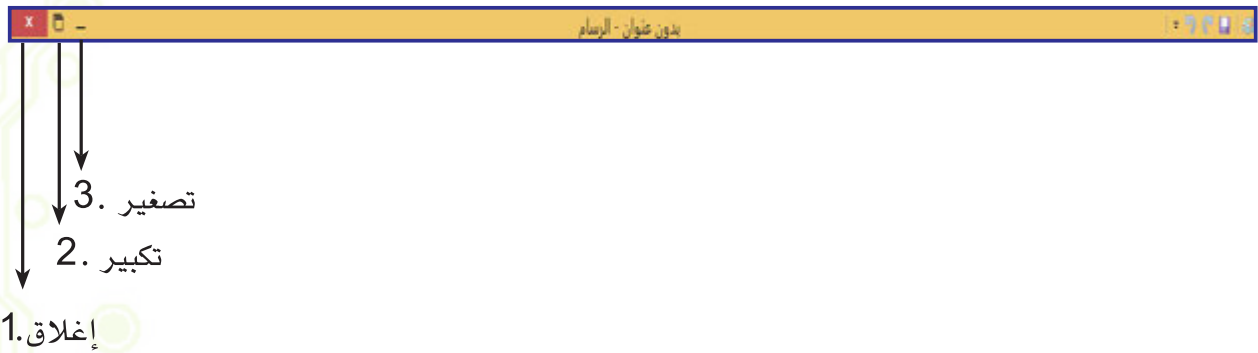 بدون عنوان - الرسام
3. تصغير
2. تكبير
1. إغلاق